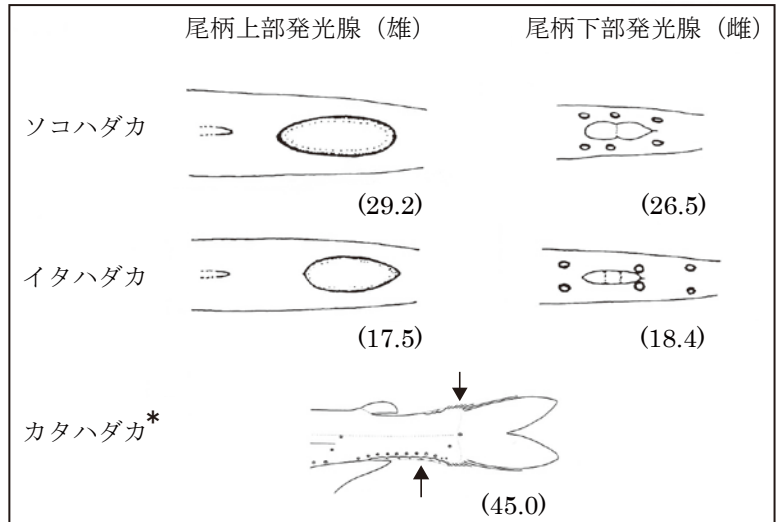 尾柄上部発光腺（雄） 尾柄下部発光腺（雌）
ソコハダカ
(29.2) (26.5)
イタハダカ
(17.5) (18.4)
カタハダカ*
(45.0)